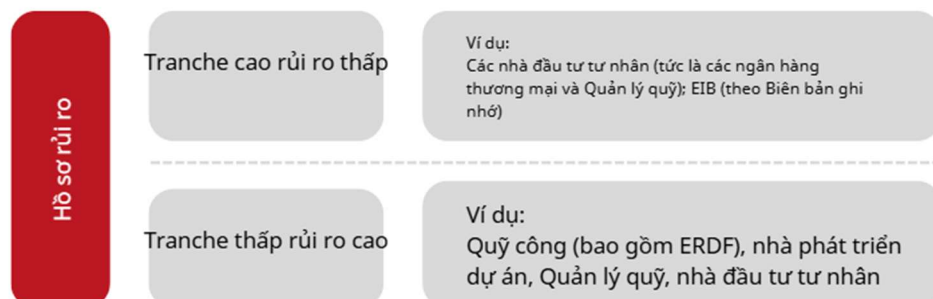 Hồ sơ rủi ro
Tranche cao rủi ro thấp
Ví dụ:
Các nhà đầu tư tư nhân (tức là các ngân hàng
thương mại và Quản lý quỹ); EIB (theo Biên bản ghi
nhớ)
Tranche thấp rủi ro cao
Ví dụ:
Quỹ công (bao gồm ERDF), nhà phát triển
dự án, Quản lý quỹ, nhà đầu tư tư nhân